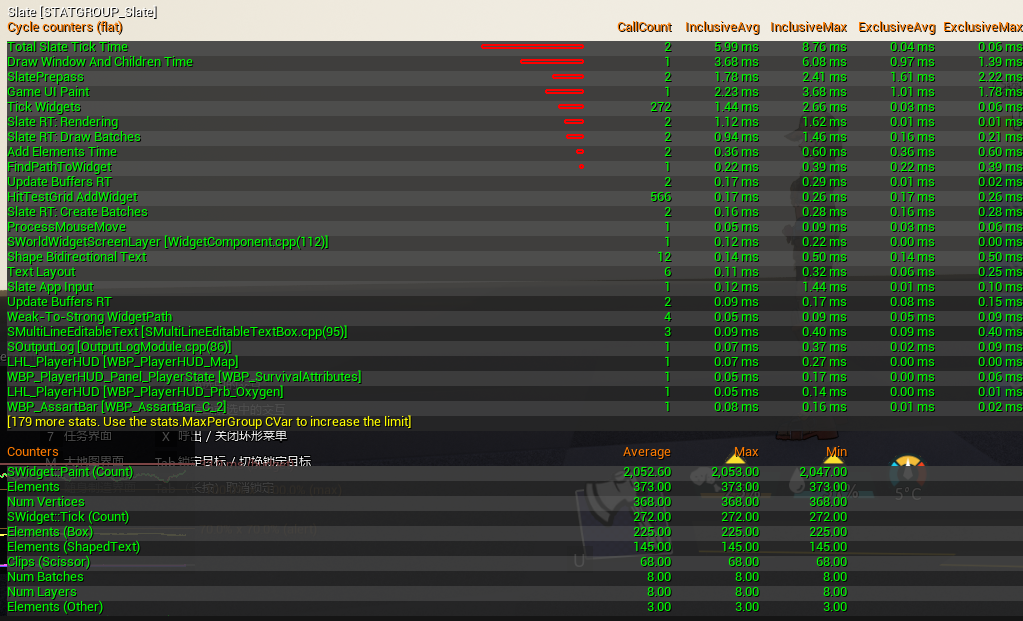 Slate [STATGROUP_Slate]
Cycle counters (flat) CallCount InclusiveAvg InclusiveMax ExclusiveAvg ExclusiveMax
Total Slate Tick Time 2 5.99 ms 8.76 ms 0.04 ms 0.06 ms
Draw Window And Children Time 1 3.68 ms 6.08 ms 0.97 ms 1.39 ms
SlatePrepass 2 1.78 ms 2.41 ms 1.61 ms 2.22 ms
Game UI Paint 1 2.23 ms 3.68 ms 1.01 ms 1.78 ms
Tick Widgets 272 1.44 ms 2.66 ms 0.03 ms 0.06 ms
Slate RT: Rendering 2 1.12 ms 1.62 ms 0.01 ms 0.01 ms
Slate RT: Draw Batches 2 0.94 ms 1.46 ms 0.16 ms 0.21 ms
Add Elements Time 2 0.36 ms 0.60 ms 0.36 ms 0.60 ms
FindPathToWidget 1 0.22 ms 0.39 ms 0.22 ms 0.39 ms
Update Buffers RT 2 0.17 ms 0.29 ms 0.01 ms 0.02 ms
HitTestGrid AddWidget 566 0.17 ms 0.26 ms 0.17 ms 0.26 ms
Slate RT: Create Batches 2 0.16 ms 0.28 ms 0.16 ms 0.28 ms
ProcessMouseMove 1 0.05 ms 0.09 ms 0.03 ms 0.06 ms
SWorldWidgetScreenLayer [WidgetComponent.cpp(112)] 1 0.12 ms 0.22 ms 0.00 ms 0.00 ms
Shape Bidirectional Text 12 0.14 ms 0.50 ms 0.14 ms 0.50 ms
Text Layout 6 0.11 ms 0.32 ms 0.06 ms 0.25 ms
Slate App Input 1 0.12 ms 1.44 ms 0.01 ms 0.10 ms
Update Buffers RT 2 0.09 ms 0.17 ms 0.08 ms 0.15 ms
Weak-To-Strong WidgetPath 4 0.05 ms 0.09 ms 0.05 ms 0.09 ms
SMultiLineEditableText [SMultiLineEditableTextBox.cpp(95)] 3 0.09 ms 0.40 ms 0.09 ms 0.40 ms
SOutputLog [OutputLogModule.cpp(86)] 1 0.07 ms 0.37 ms 0.02 ms 0.09 ms
LHL_PlayerHUD [WBP_PlayerHUD_Map] 1 0.07 ms 0.27 ms 0.00 ms 0.00 ms
WBP_PlayerHUD_Panel_PlayerState [WBP_SurvivalAttributes] 1 0.05 ms 0.17 ms 0.00 ms 0.06 ms
LHL_PlayerHUD [WBP_PlayerHUD_Prb_Oxygen] 1 0.05 ms 0.14 ms 0.00 ms 0.01 ms
WBP_AssartBar [WBP_AssartBar_C_2] 1 0.08 ms 0.16 ms 0.01 ms 0.02 ms
[179 more stats. Use the stats.MaxPerGroup CVar to increase the limit]
7 任务界面 X 呼出 / 关闭环形菜单
Counters Average Max Min
M 大地图界面 Tab 锁定目标 / 切换锁定目标
SWidget::Paint (Count) 2,052.60 2,053.00 2,047.00
Elements 373.00 373.00 373.00
取消锁定
5°C
Num Vertices 368.00 368.00 368.00
SWidget::Tick (Count) 272.00 272.00 272.00
Elements (Box) 225.00 225.00 225.00
Elements (ShapedText) 145.00 145.00 145.00
Clips (Scissor) 68.00 68.00 68.00
U
Num Batches 8.00 8.00 8.00
Num Layers 8.00 8.00 8.00
Elements (Other) 3.00 3.00 3.00